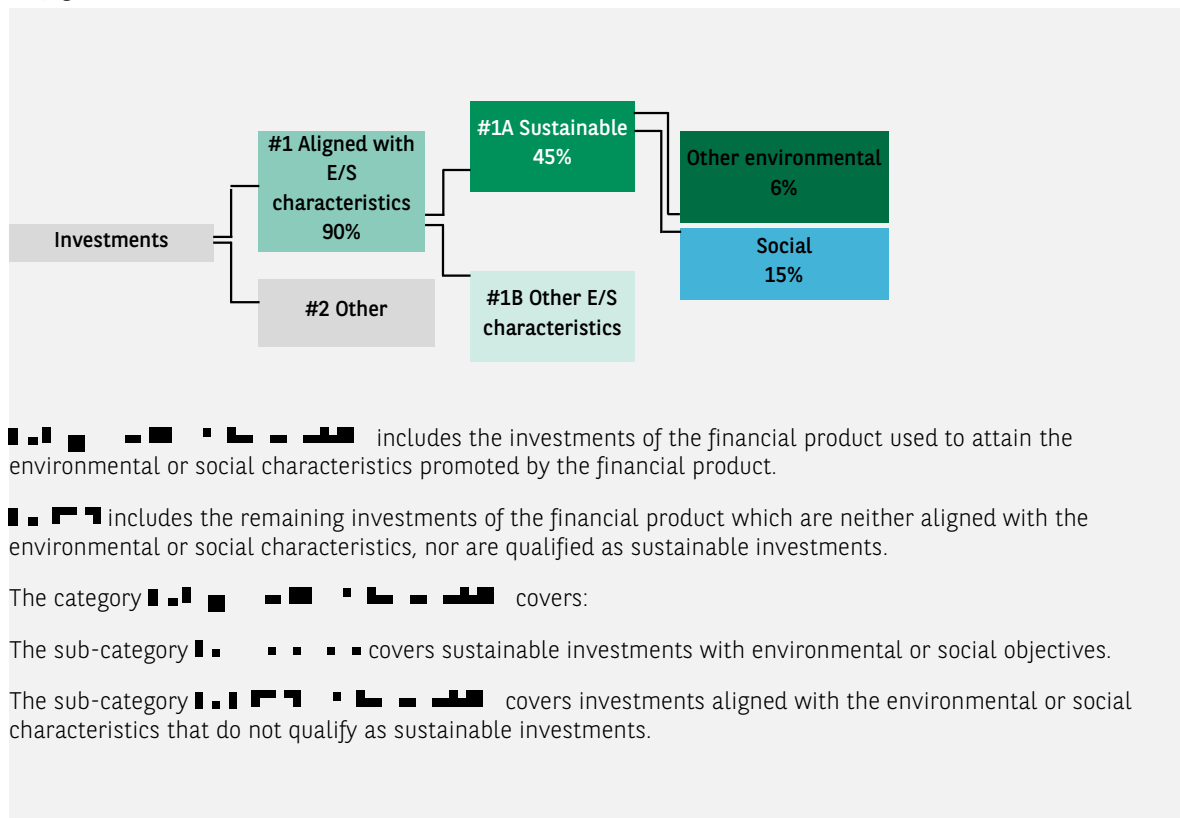 #1A Sustainable
45%
#1 Aligned with
E/S
characteristics
90%
Other environmental
6%
Investments
Social
15%
#2 Other
#1B Other E/S
characteristics
includes the investments of the financial product used to attain the
environmental or social characteristics promoted by the financial product.
includes the remaining investments of the financial product which are neither aligned with the
environmental or social characteristics, nor are qualified as sustainable investments.
The category covers:
The sub-category covers sustainable investments with environmental or social objectives.
The sub-category covers investments aligned with the environmental or social
characteristics that do not qualify as sustainable investments.